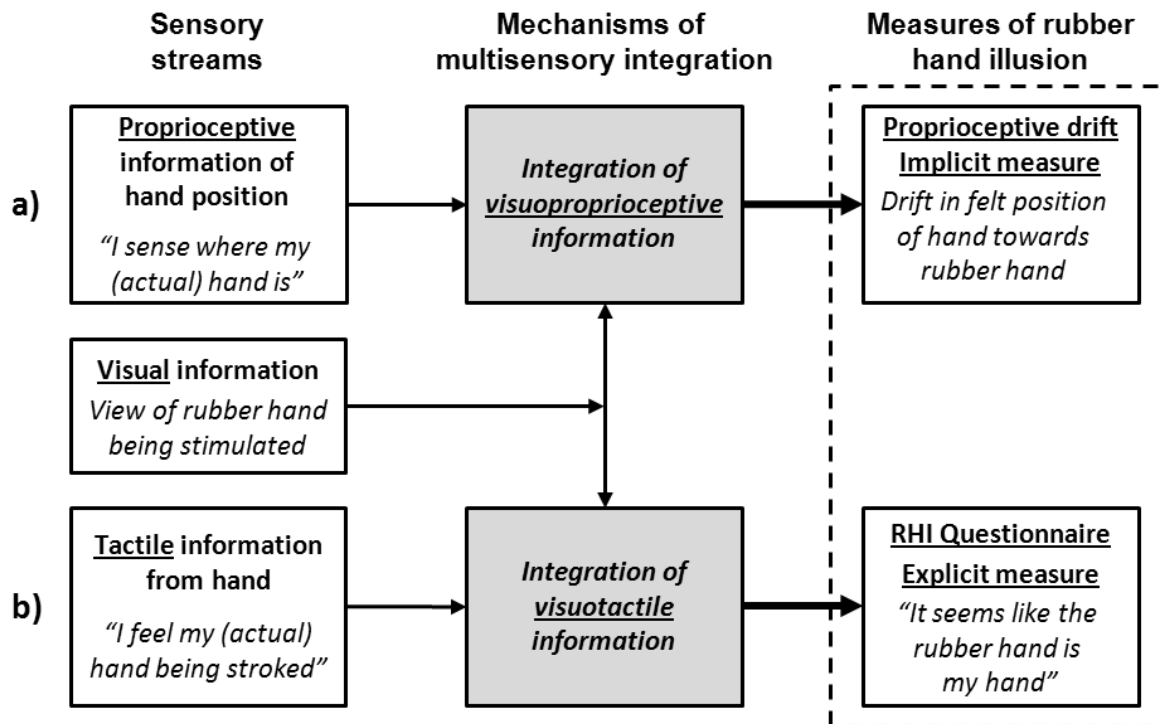 Sensory
streams
Mechanisms of
multisensory integration
Measures of rubber
hand illusion
a)
Proprioceptive
information of
hand position
“I sense where my
(actual) hand is”
Integration of
visuoproprioceptive
information
Proprioceptive drift
Implicit measure
Drift in felt position
of hand towards
rubber hand
Visual information
View of rubber hand
being stimulated
b)
Tactile information
from hand
“I feel my (actual)
hand being stroked”
Integration of
visuotactile
information
RHI Questionnaire
Explicit measure
“It seems like the
rubber hand is
my hand”